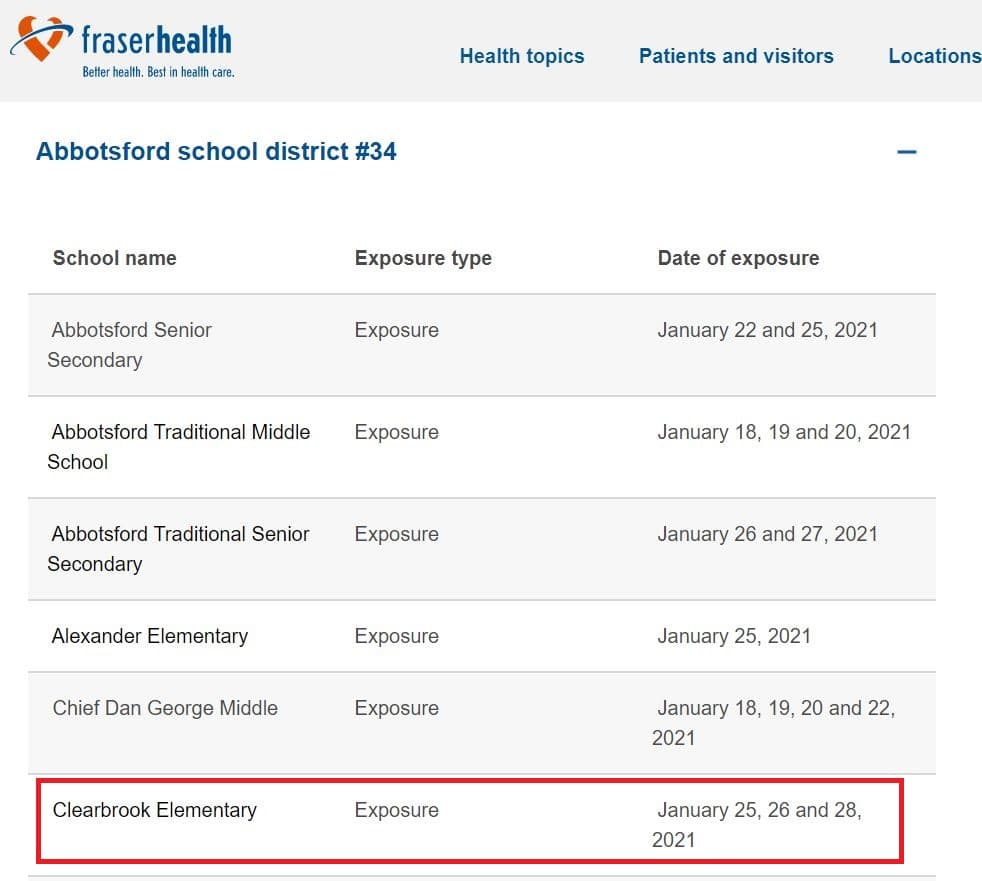 fraserhealth
Better health. Best in health care.
Health topics Patients and visitors Locations
Abbotsford school district #34
School name Exposure type Date of exposure
Abbotsford Senior Exposure January 22 and 25, 2021
Secondary
Abbotsford Traditional Middle Exposure January 18, 19 and 20, 2021
School
Abbotsford Traditional Senior Exposure January 26 and 27, 2021
Secondary
Alexander Elementary Exposure January 25, 2021
Chief Dan George Middle Exposure January 18, 19, 20 and 22,
2021
Clearbrook Elementary Exposure January 25, 26 and 28,
2021